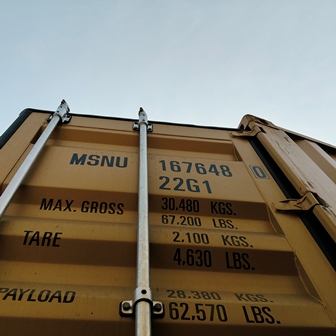 MSNU 167648 0
22G1
MAX. GROSS 30.480 KGS.
67.200 LBS.
TARE 2.100 KGS.
4.630 LBS.
PAYLOAD 28.380 KGS.
62.570 LBS.